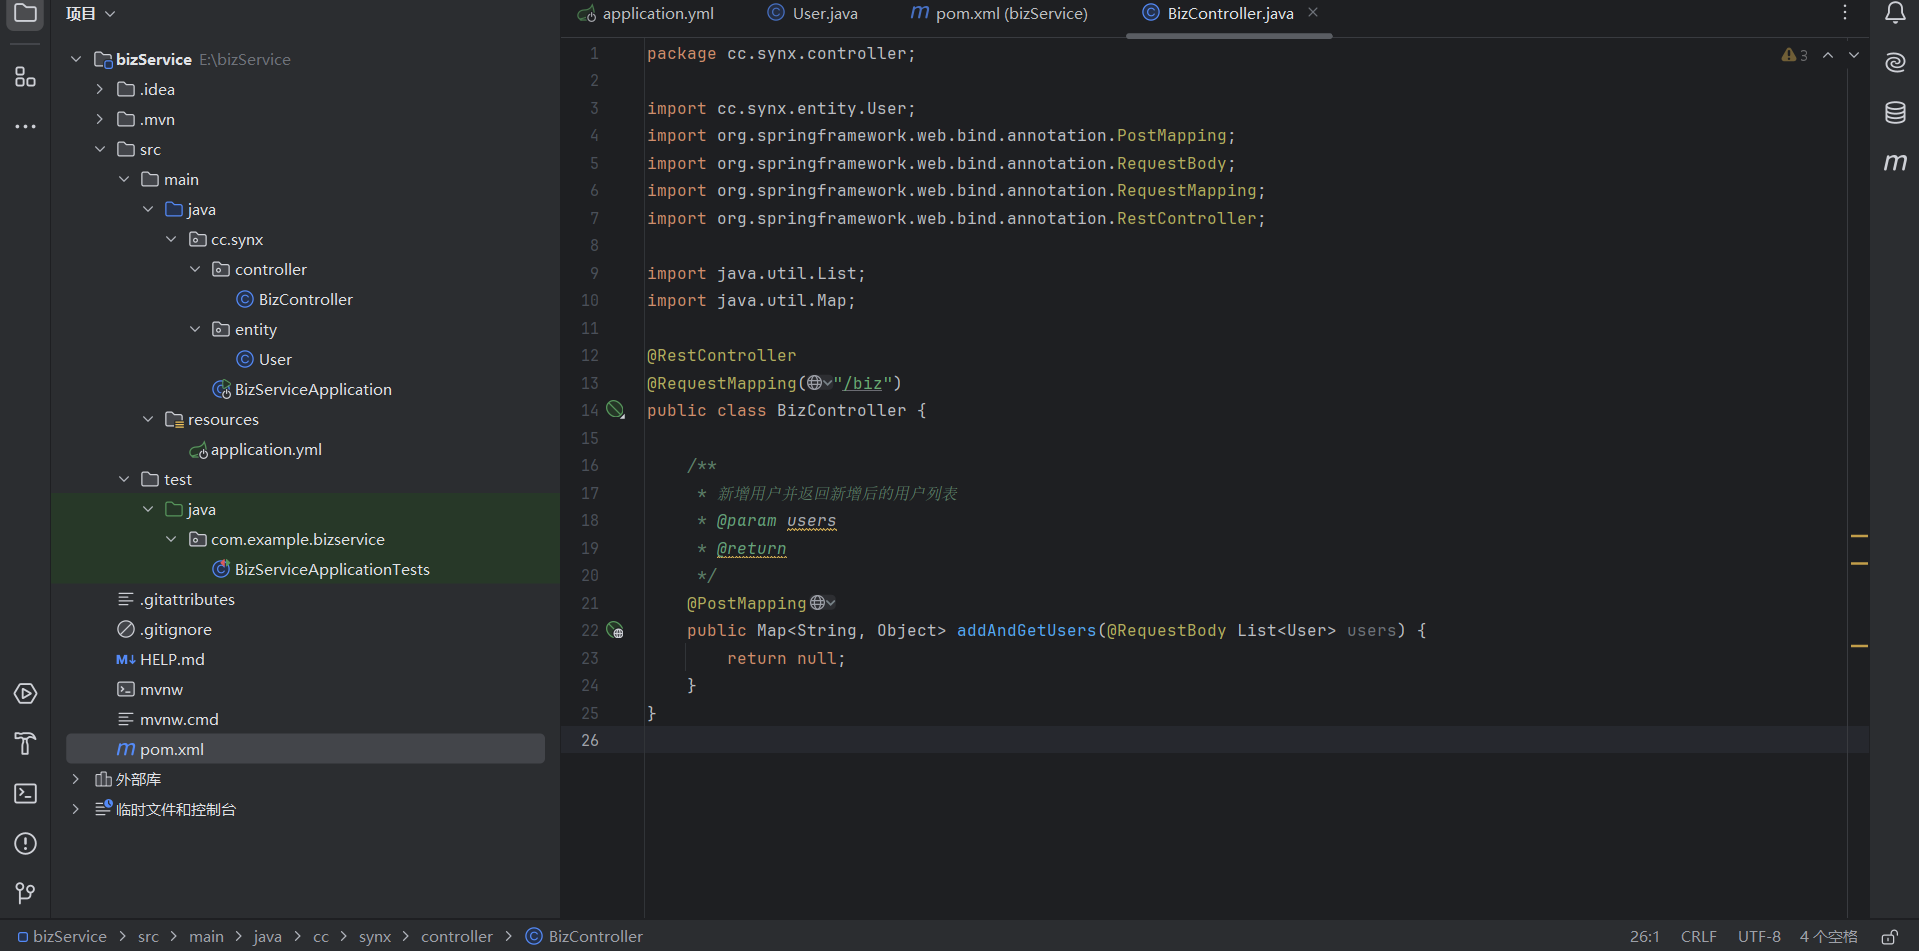 项目
bizService E:\bizService
.idea
.mvn
src
main
java
cc.synx
controller
BizController
entity
User
BizServiceApplication
resources
application.yml
test
java
com.example.bizservice
BizServiceApplicationTests
.gitattributes
.gitignore
M↓ HELP.md
mvnw
mvnw.cmd
m pom.xml
外部库
临时文件和控制台
application.yml User.java m pom.xml (bizService) BizController.java
3
1 package cc.synx.controller;
2
3 import cc.synx.entity.User;
4 import org.springframework.web.bind.annotation.PostMapping;
5 import org.springframework.web.bind.annotation.RequestBody;
6 import org.springframework.web.bind.annotation.RequestMapping;
7 import org.springframework.web.bind.annotation.RestController;
8
9 import java.util.List;
10 import java.util.Map;
11
12 @RestController
13 @RequestMapping("/biz")
14 public class BizController {
15
16 /**
17 * 新增用户并返回新增后的用户列表
18 * @param users
19 * @return
20 */
21 @PostMapping
22 public Map<String, Object> addAndGetUsers(@RequestBody List<User> users) {
23 return null;
24 }
25 }
26
m
bizService > src > main > java > cc > synx > controller > BizController
26:1 CRLF UTF-8 4 个空格